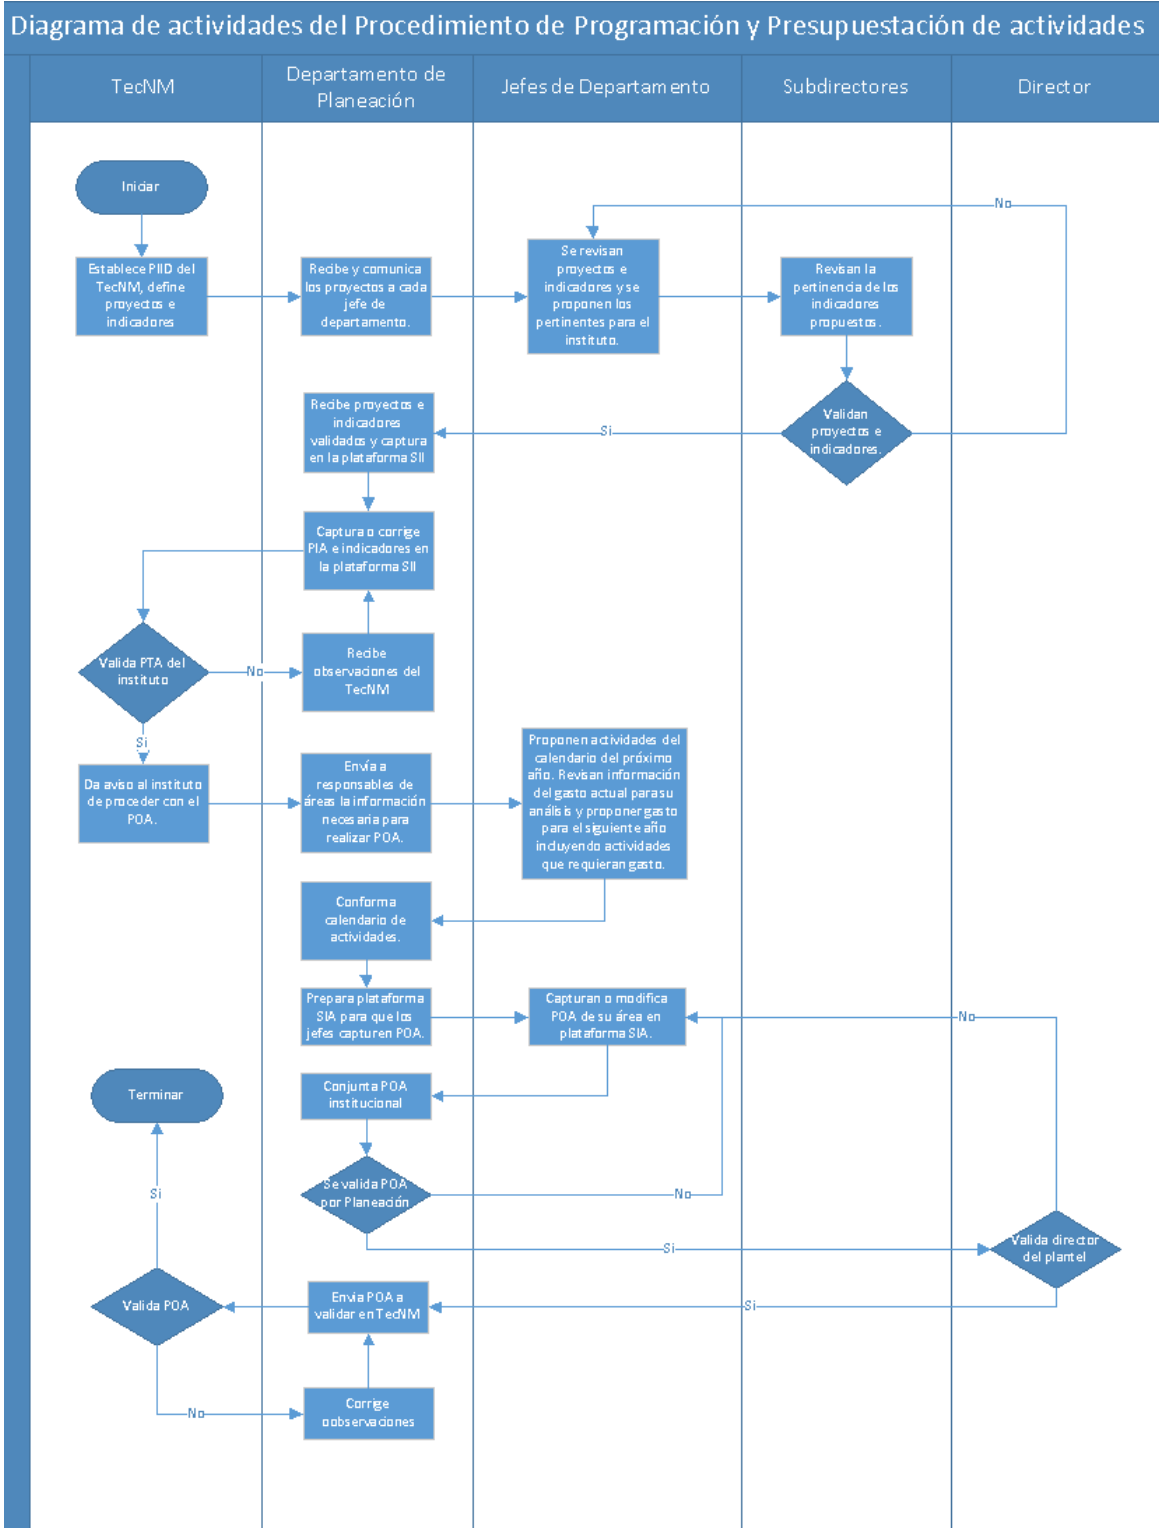 Diagrama de actividades del Procedimiento de Programación y Presupuestación de actividades
TecNM
Departamento de
Planeación
Jefes de Departamento
Subdirectores
Director
Iniciar
No
Establece PIID del
TecNM, define
proyectos e
indicadores
Recibe y comunica
los proyectos a cada
jefe de
departamento.
Se revisan
proyectos e
indicadores y se
proponen los
pertinentes para el
instituto.
Revisan la
pertinencia de los
indicadores
propuestos.
Recibe proyectos e
indicadores
validados y captura
en la plataforma SII
Si
Validan
proyectos e
indicadores.
Captura o corrige
PIA e indicadores en
la plataforma SII
Valida PTA del
instituto
No
Recibe
observaciones del
TecNM
Si
Da aviso al instituto
de proceder con el
POA.
Envía a
responsables de
áreas la información
necesaria para
realizar POA.
Proponen actividades del
calendario del próximo
año. Revisan información
del gasto actual para su
análisis y proponer gasto
para el siguiente año
incluyendo actividades
que requieran gasto.
Conforma
calendario de
actividades.
Prepara plataforma
SIA para que los
jefes capturen POA.
Capturan o modifica
POA de su área en
plataforma SIA.
No
Terminar
Conjunta POA
institucional
Si
Se valida POA
por Planeación
No
Si
Valida director
del plantel
Valida POA
Envia POA a
validar en TecNM
Si
No
Corrige
oobservaciones